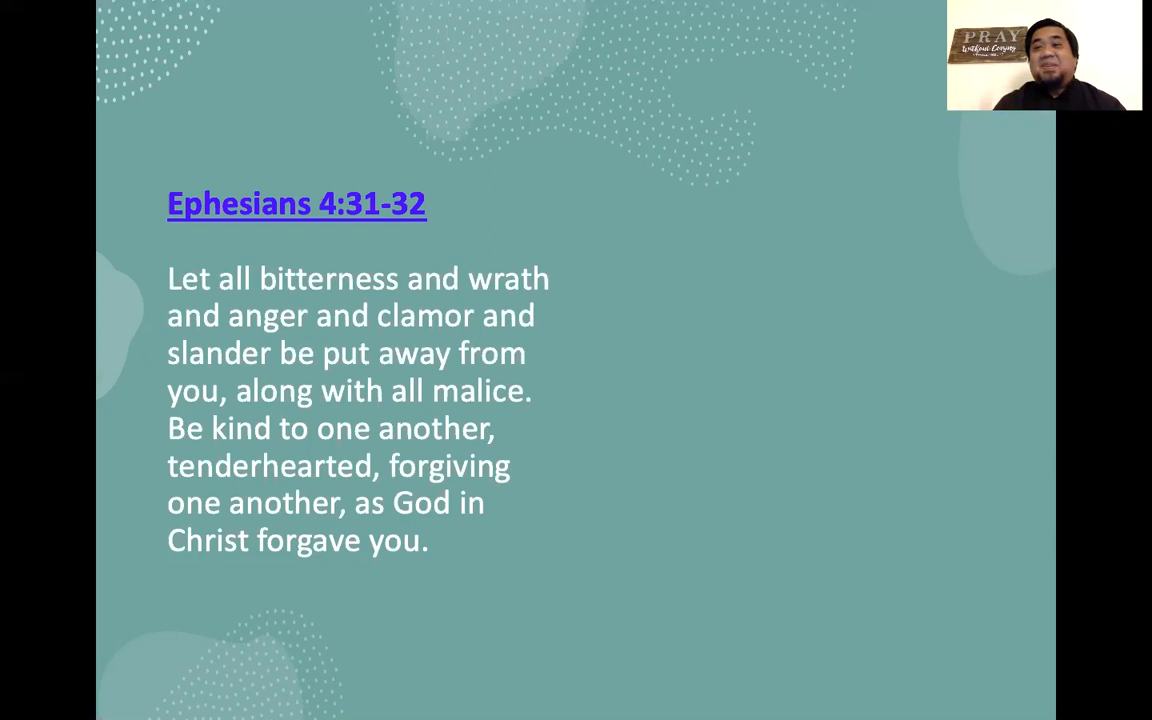 PRAY
Without Ceasing
Ephesians 4:31-32
Let all bitterness and wrath
and anger and clamor and
slander be put away from
you, along with all malice.
Be kind to one another,
tenderhearted, forgiving
one another, as God in
Christ forgave you.